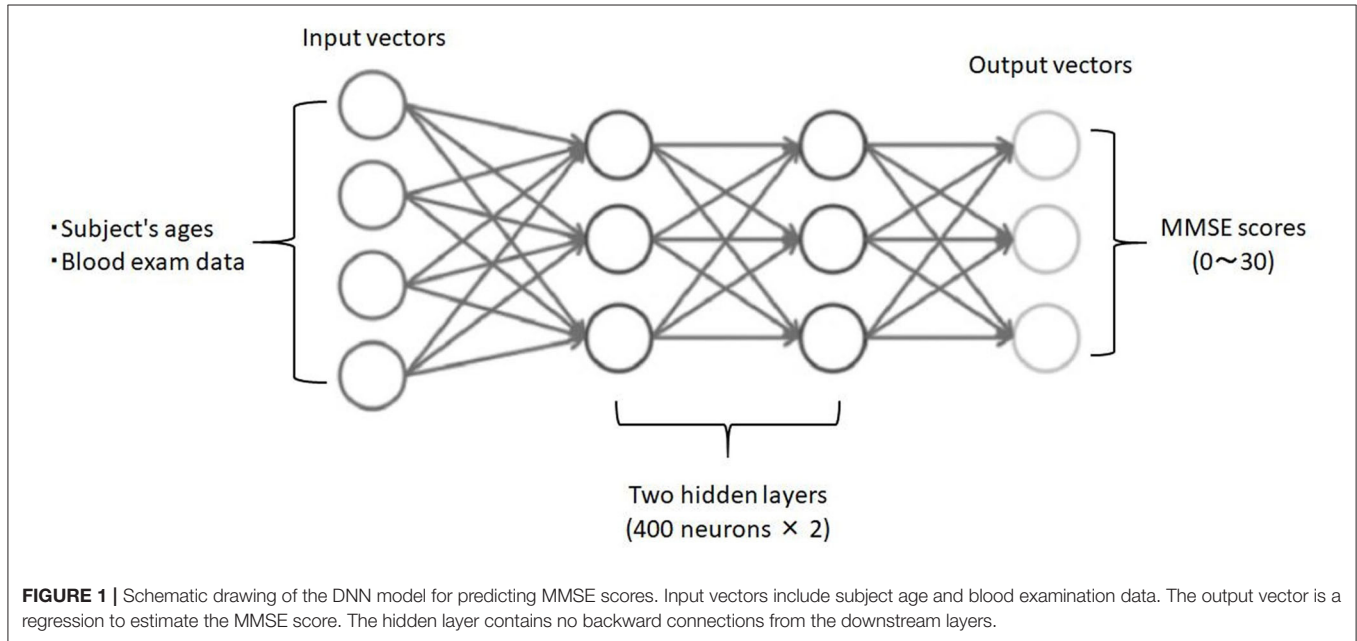 Input vectors
Output vectors
・Subject's ages
・Blood exam data
MMSE scores
(0～30)
Two hidden layers
(400 neurons × 2)
FIGURE 1 | Schematic drawing of the DNN model for predicting MMSE scores. Input vectors include subject age and blood examination data. The output vector is a
regression to estimate the MMSE score. The hidden layer contains no backward connections from the downstream layers.